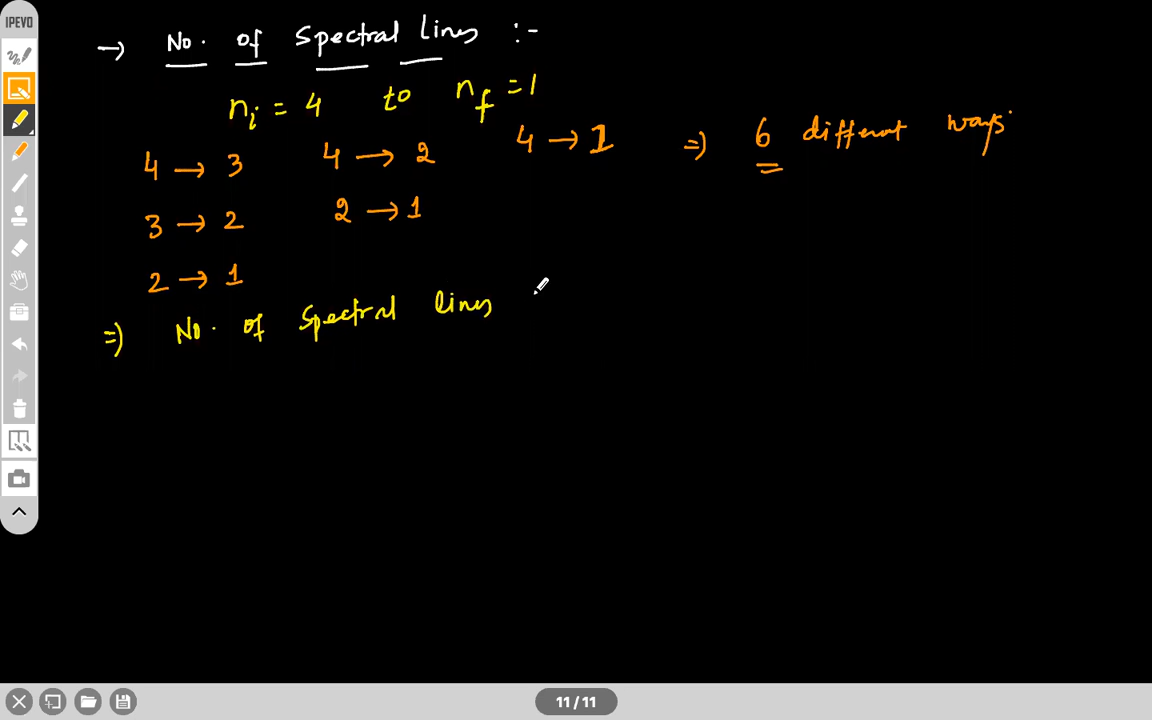 IPEVO
→ No. of Spectral lines :-
nᵢ = 4 to n_f = 1
4 → 3 4 → 2 4 → 1 ⇒ 6 different ways.
3 → 2 2 → 1
2 → 1
⇒ No. of Spectral lines
11/11